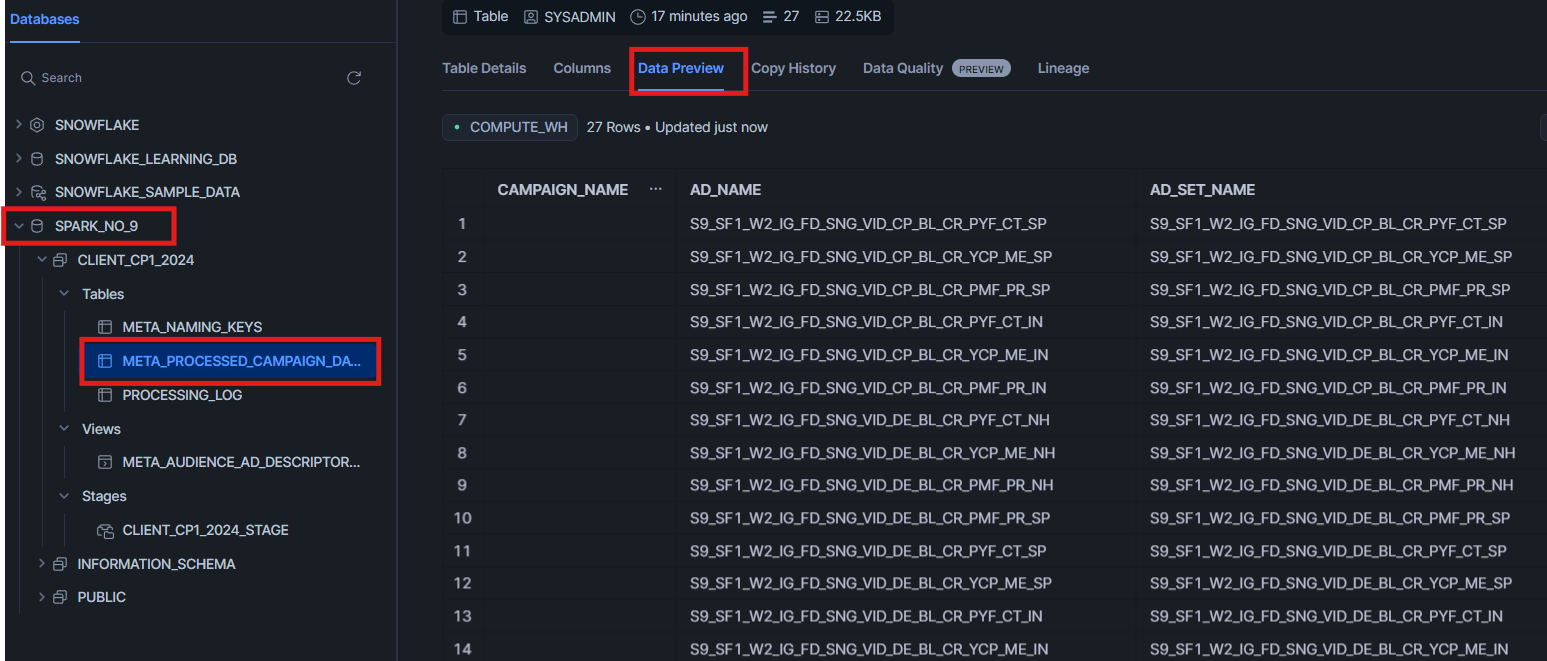 Databases
Search
SNOWFLAKE
SNOWFLAKE_LEARNING_DB
SNOWFLAKE_SAMPLE_DATA
SPARK_NO_9
CLIENT_CP1_2024
Tables
META_NAMING_KEYS
META_PROCESSED_CAMPAIGN_DA...
PROCESSING_LOG
Views
META_AUDIENCE_AD_DESCRIPTOR...
Stages
CLIENT_CP1_2024_STAGE
INFORMATION_SCHEMA
PUBLIC
Table SYSADMIN 17 minutes ago 27 22.5KB
Table Details Columns Data Preview Copy History Data Quality PREVIEW Lineage
COMPUTE_WH 27 Rows • Updated just now
CAMPAIGN_NAME ... AD_NAME AD_SET_NAME
1 S9_SF1_W2_IG_FD_SNG_VID_CP_BL_CR_PYF_CT_SP S9_SF1_W2_IG_FD_SNG_VID_CP_BL_CR_PYF_CT_SP
2 S9_SF1_W2_IG_FD_SNG_VID_CP_BL_CR_YCP_ME_SP S9_SF1_W2_IG_FD_SNG_VID_CP_BL_CR_YCP_ME_SP
3 S9_SF1_W2_IG_FD_SNG_VID_CP_BL_CR_PMF_PR_SP S9_SF1_W2_IG_FD_SNG_VID_CP_BL_CR_PMF_PR_SP
4 S9_SF1_W2_IG_FD_SNG_VID_CP_BL_CR_PYF_CT_IN S9_SF1_W2_IG_FD_SNG_VID_CP_BL_CR_PYF_CT_IN
5 S9_SF1_W2_IG_FD_SNG_VID_CP_BL_CR_YCP_ME_IN S9_SF1_W2_IG_FD_SNG_VID_CP_BL_CR_YCP_ME_IN
6 S9_SF1_W2_IG_FD_SNG_VID_CP_BL_CR_PMF_PR_IN S9_SF1_W2_IG_FD_SNG_VID_CP_BL_CR_PMF_PR_IN
7 S9_SF1_W2_IG_FD_SNG_VID_DE_BL_CR_PYF_CT_NH S9_SF1_W2_IG_FD_SNG_VID_DE_BL_CR_PYF_CT_NH
8 S9_SF1_W2_IG_FD_SNG_VID_DE_BL_CR_YCP_ME_NH S9_SF1_W2_IG_FD_SNG_VID_DE_BL_CR_YCP_ME_NH
9 S9_SF1_W2_IG_FD_SNG_VID_DE_BL_CR_PMF_PR_NH S9_SF1_W2_IG_FD_SNG_VID_DE_BL_CR_PMF_PR_NH
10 S9_SF1_W2_IG_FD_SNG_VID_DE_BL_CR_PMF_PR_SP S9_SF1_W2_IG_FD_SNG_VID_DE_BL_CR_PMF_PR_SP
11 S9_SF1_W2_IG_FD_SNG_VID_DE_BL_CR_PYF_CT_SP S9_SF1_W2_IG_FD_SNG_VID_DE_BL_CR_PYF_CT_SP
12 S9_SF1_W2_IG_FD_SNG_VID_DE_BL_CR_YCP_ME_SP S9_SF1_W2_IG_FD_SNG_VID_DE_BL_CR_YCP_ME_SP
13 S9_SF1_W2_IG_FD_SNG_VID_DE_BL_CR_PYF_CT_IN S9_SF1_W2_IG_FD_SNG_VID_DE_BL_CR_PYF_CT_IN
14 S9_SF1_W2_IG_FD_SNG_VID_DE_BL_CR_YCP_ME_IN S9_SF1_W2_IG_FD_SNG_VID_DE_BL_CR_YCP_ME_IN